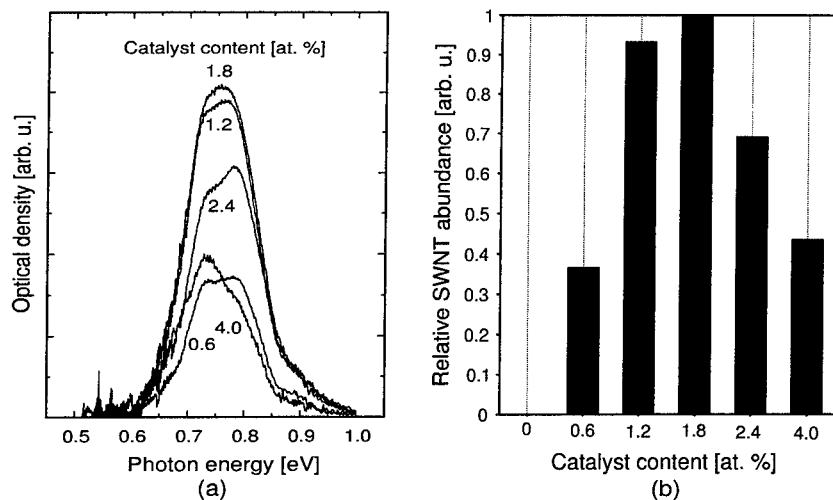 Catalyst content [at. %]
1.8
1.2
2.4
4.0
0.6
Optical density [arb. u.]
0.5 0.6 0.7 0.8 0.9 1.0
Photon energy [eV]
(a)
Relative SWNT abundance [arb. u.]
1
0.9
0.8
0.7
0.6
0.5
0.4
0.3
0.2
0.1
0
0 0.6 1.2 1.8 2.4 4.0
Catalyst content [at. %]
(b)